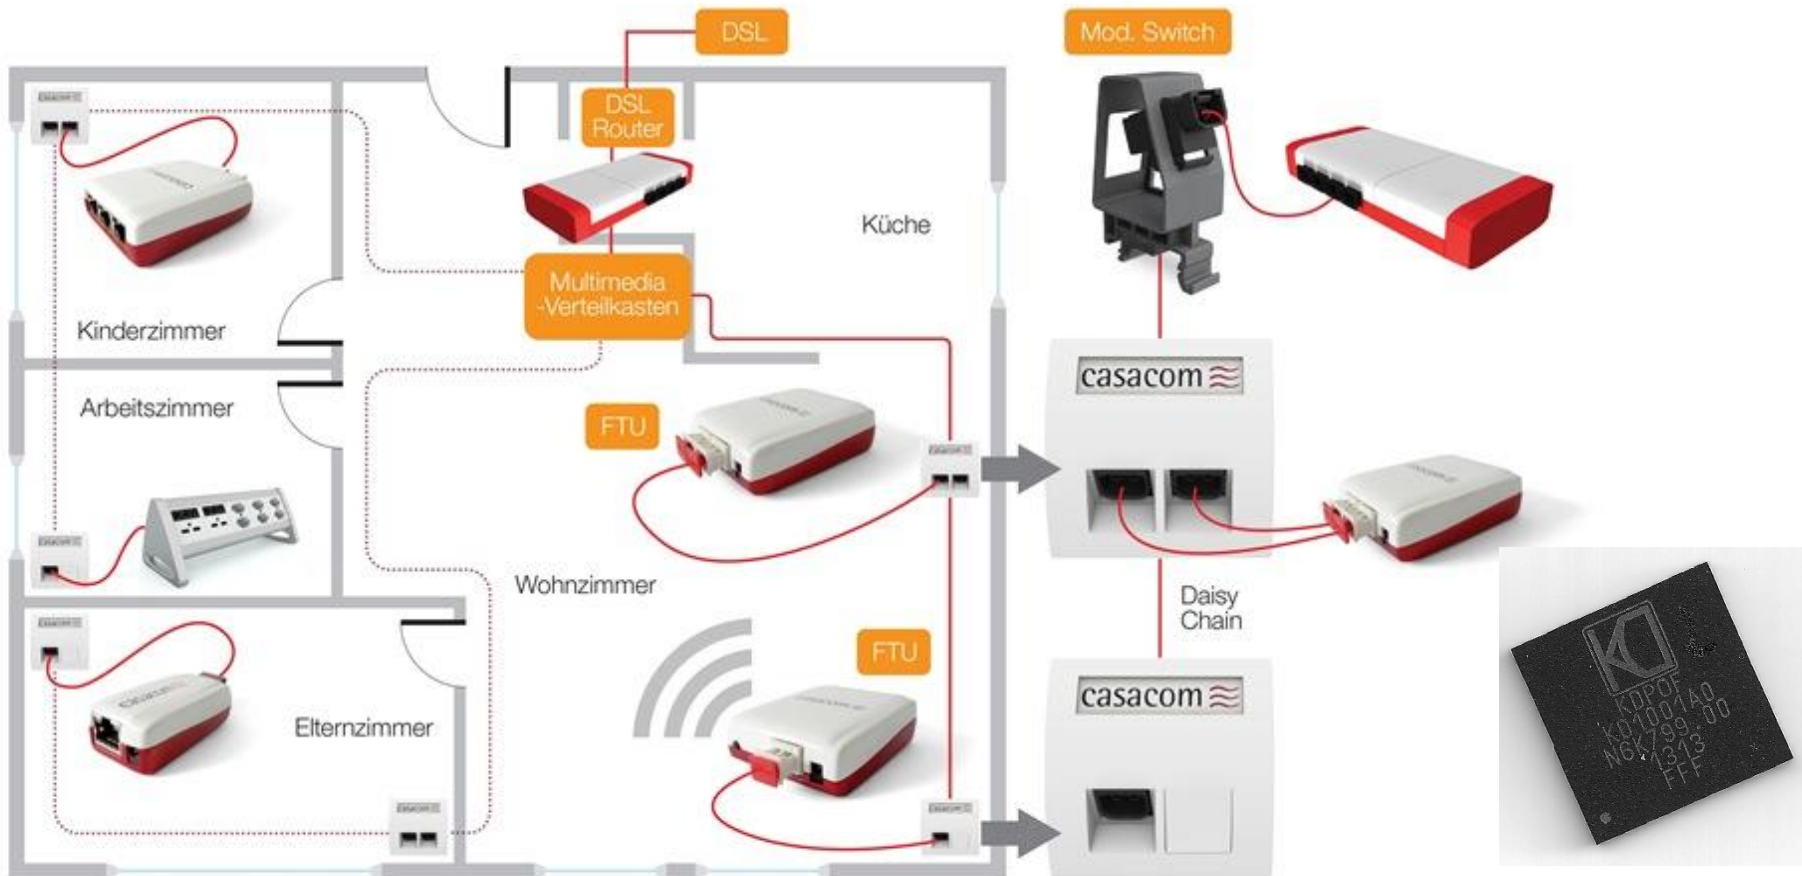 DSL
Mod. Switch
DSL
Router
Küche
Multimedia
-Verteilkasten
Kinderzimmer
Arbeitszimmer
FTU
casacom
Wohnzimmer
Daisy
Chain
FTU
casacom
Elternzimmer
KDPOF
KD1001A0
N6K799.00
1313
FFF